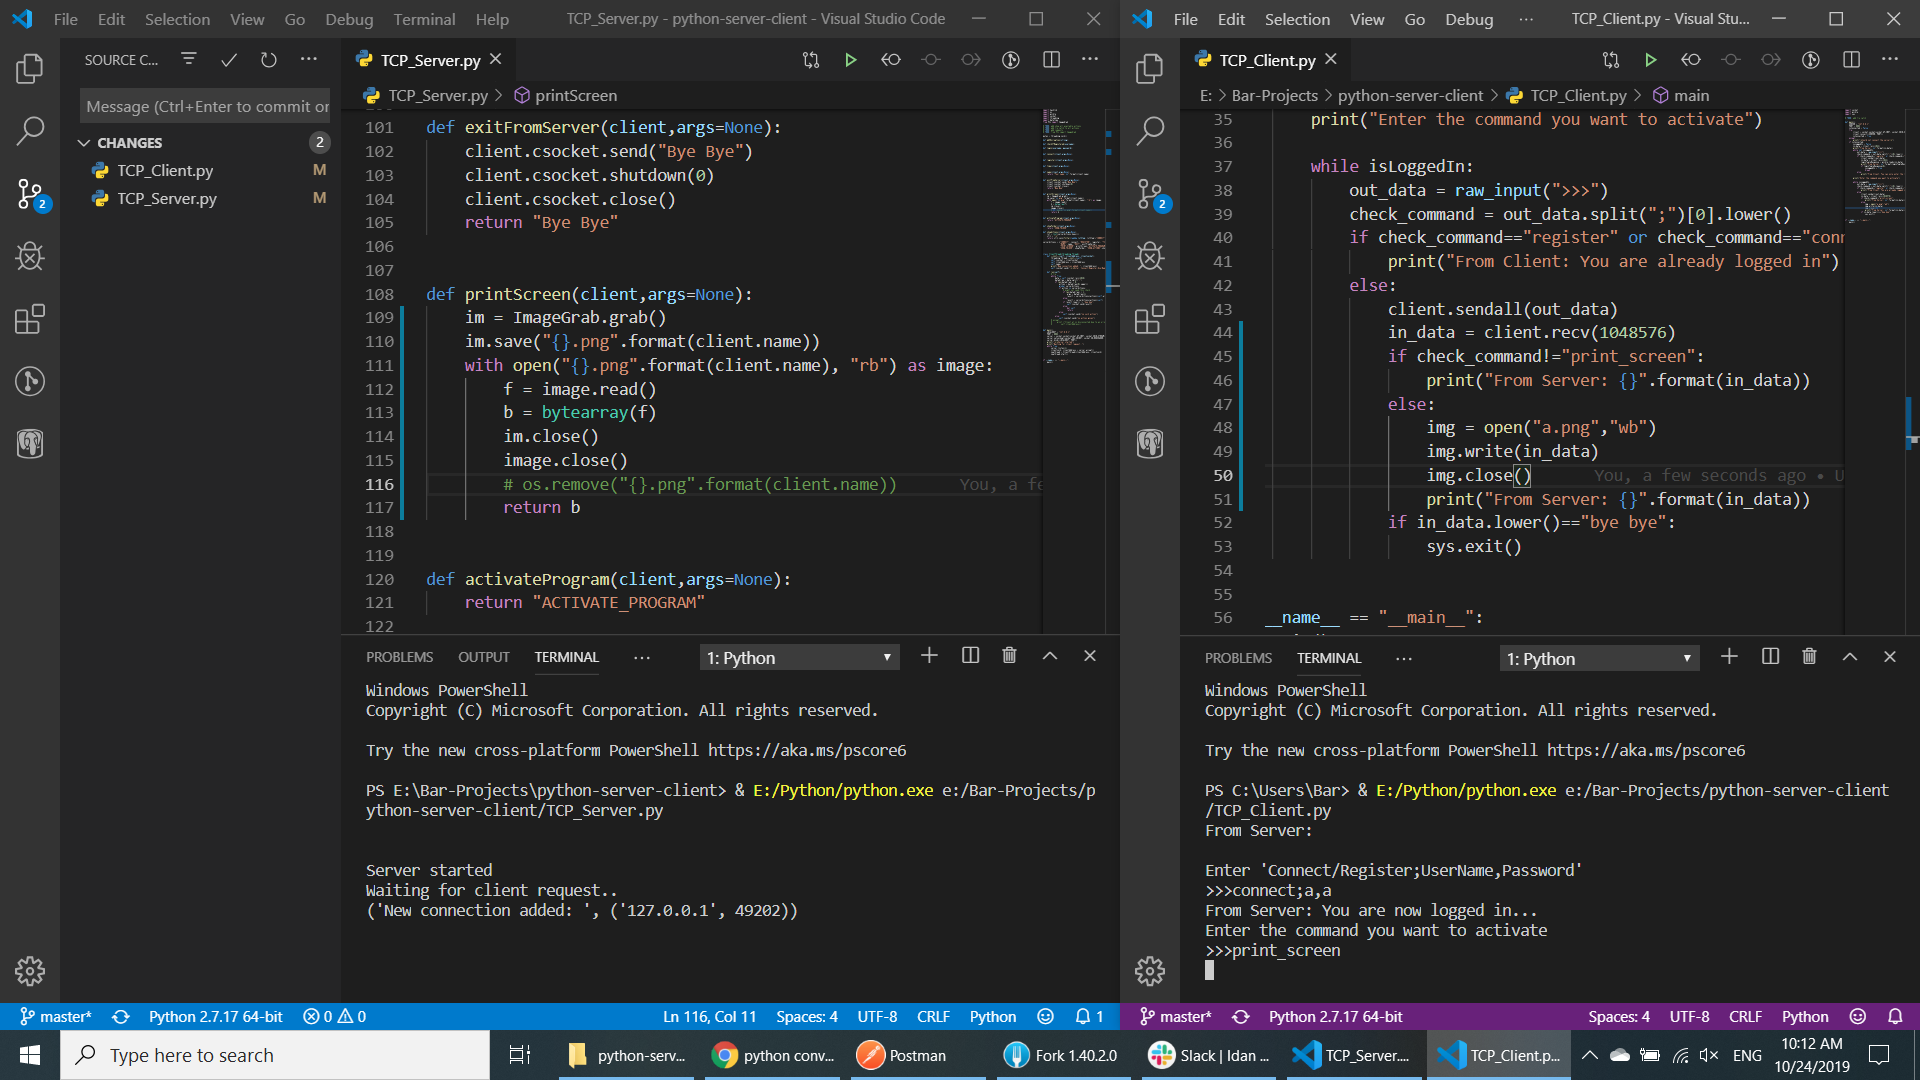 File Edit Selection View Go Debug Terminal Help TCP_Server.py - python-server-client - Visual Studio Code
SOURCE C...
Message (Ctrl+Enter to commit or
CHANGES 2
TCP_Client.py M
TCP_Server.py M
2
TCP_Server.py
TCP_Server.py > printScreen
101 def exitFromServer(client,args=None):
102 client.csocket.send("Bye Bye")
103 client.csocket.shutdown(0)
104 client.csocket.close()
105 return "Bye Bye"
106
107
108 def printScreen(client,args=None):
109 im = ImageGrab.grab()
110 im.save("{}.png".format(client.name))
111 with open("{}.png".format(client.name), "rb") as image:
112 f = image.read()
113 b = bytearray(f)
114 im.close()
115 image.close()
116 # os.remove("{}.png".format(client.name)) You, a fe
117 return b
118
119
120 def activateProgram(client,args=None):
121 return "ACTIVATE_PROGRAM"
122
PROBLEMS OUTPUT TERMINAL ... 1: Python
Windows PowerShell
Copyright (C) Microsoft Corporation. All rights reserved.
Try the new cross-platform PowerShell https://aka.ms/pscore6
PS E:\Bar-Projects\python-server-client> & E:/Python/python.exe e:/Bar-Projects/p
ython-server-client/TCP_Server.py
Server started
Waiting for client request..
('New connection added: ', ('127.0.0.1', 49202))
master* Python 2.7.17 64-bit 0 0 Ln 116, Col 11 Spaces: 4 UTF-8 CRLF Python 1
File Edit Selection View Go Debug ... TCP_Client.py - Visual Stu...
2
TCP_Client.py
E: > Bar-Projects > python-server-client > TCP_Client.py > main
35 print("Enter the command you want to activate")
36
37 while isLoggedIn:
38 out_data = raw_input(">>>")
39 check_command = out_data.split(";")[0].lower()
40 if check_command=="register" or check_command=="conn
41 print("From Client: You are already logged in")
42 else:
43 client.sendall(out_data)
44 in_data = client.recv(1048576)
45 if check_command!="print_screen":
46 print("From Server: {}".format(in_data))
47 else:
48 img = open("a.png","wb")
49 img.write(in_data)
50 img.close() You, a few seconds ago • U
51 print("From Server: {}".format(in_data))
52 if in_data.lower()=="bye bye":
53 sys.exit()
54
55
56 __name__ == "__main__":
PROBLEMS TERMINAL ... 1: Python
Windows PowerShell
Copyright (C) Microsoft Corporation. All rights reserved.
Try the new cross-platform PowerShell https://aka.ms/pscore6
PS C:\Users\Bar> & E:/Python/python.exe e:/Bar-Projects/python-server-client
/TCP_Client.py
From Server:
Enter 'Connect/Register;UserName,Password'
>>>connect;a,a
From Server: You are now logged in...
Enter the command you want to activate
>>>print_screen
master* Python 2.7.17 64-bit Spaces: 4 UTF-8 CRLF Python
Type here to search python-serv... python conv... Postman Fork 1.40.2.0 Slack | Idan ... TCP_Server.... TCP_Client.p... ENG 10:12 AM
10/24/2019